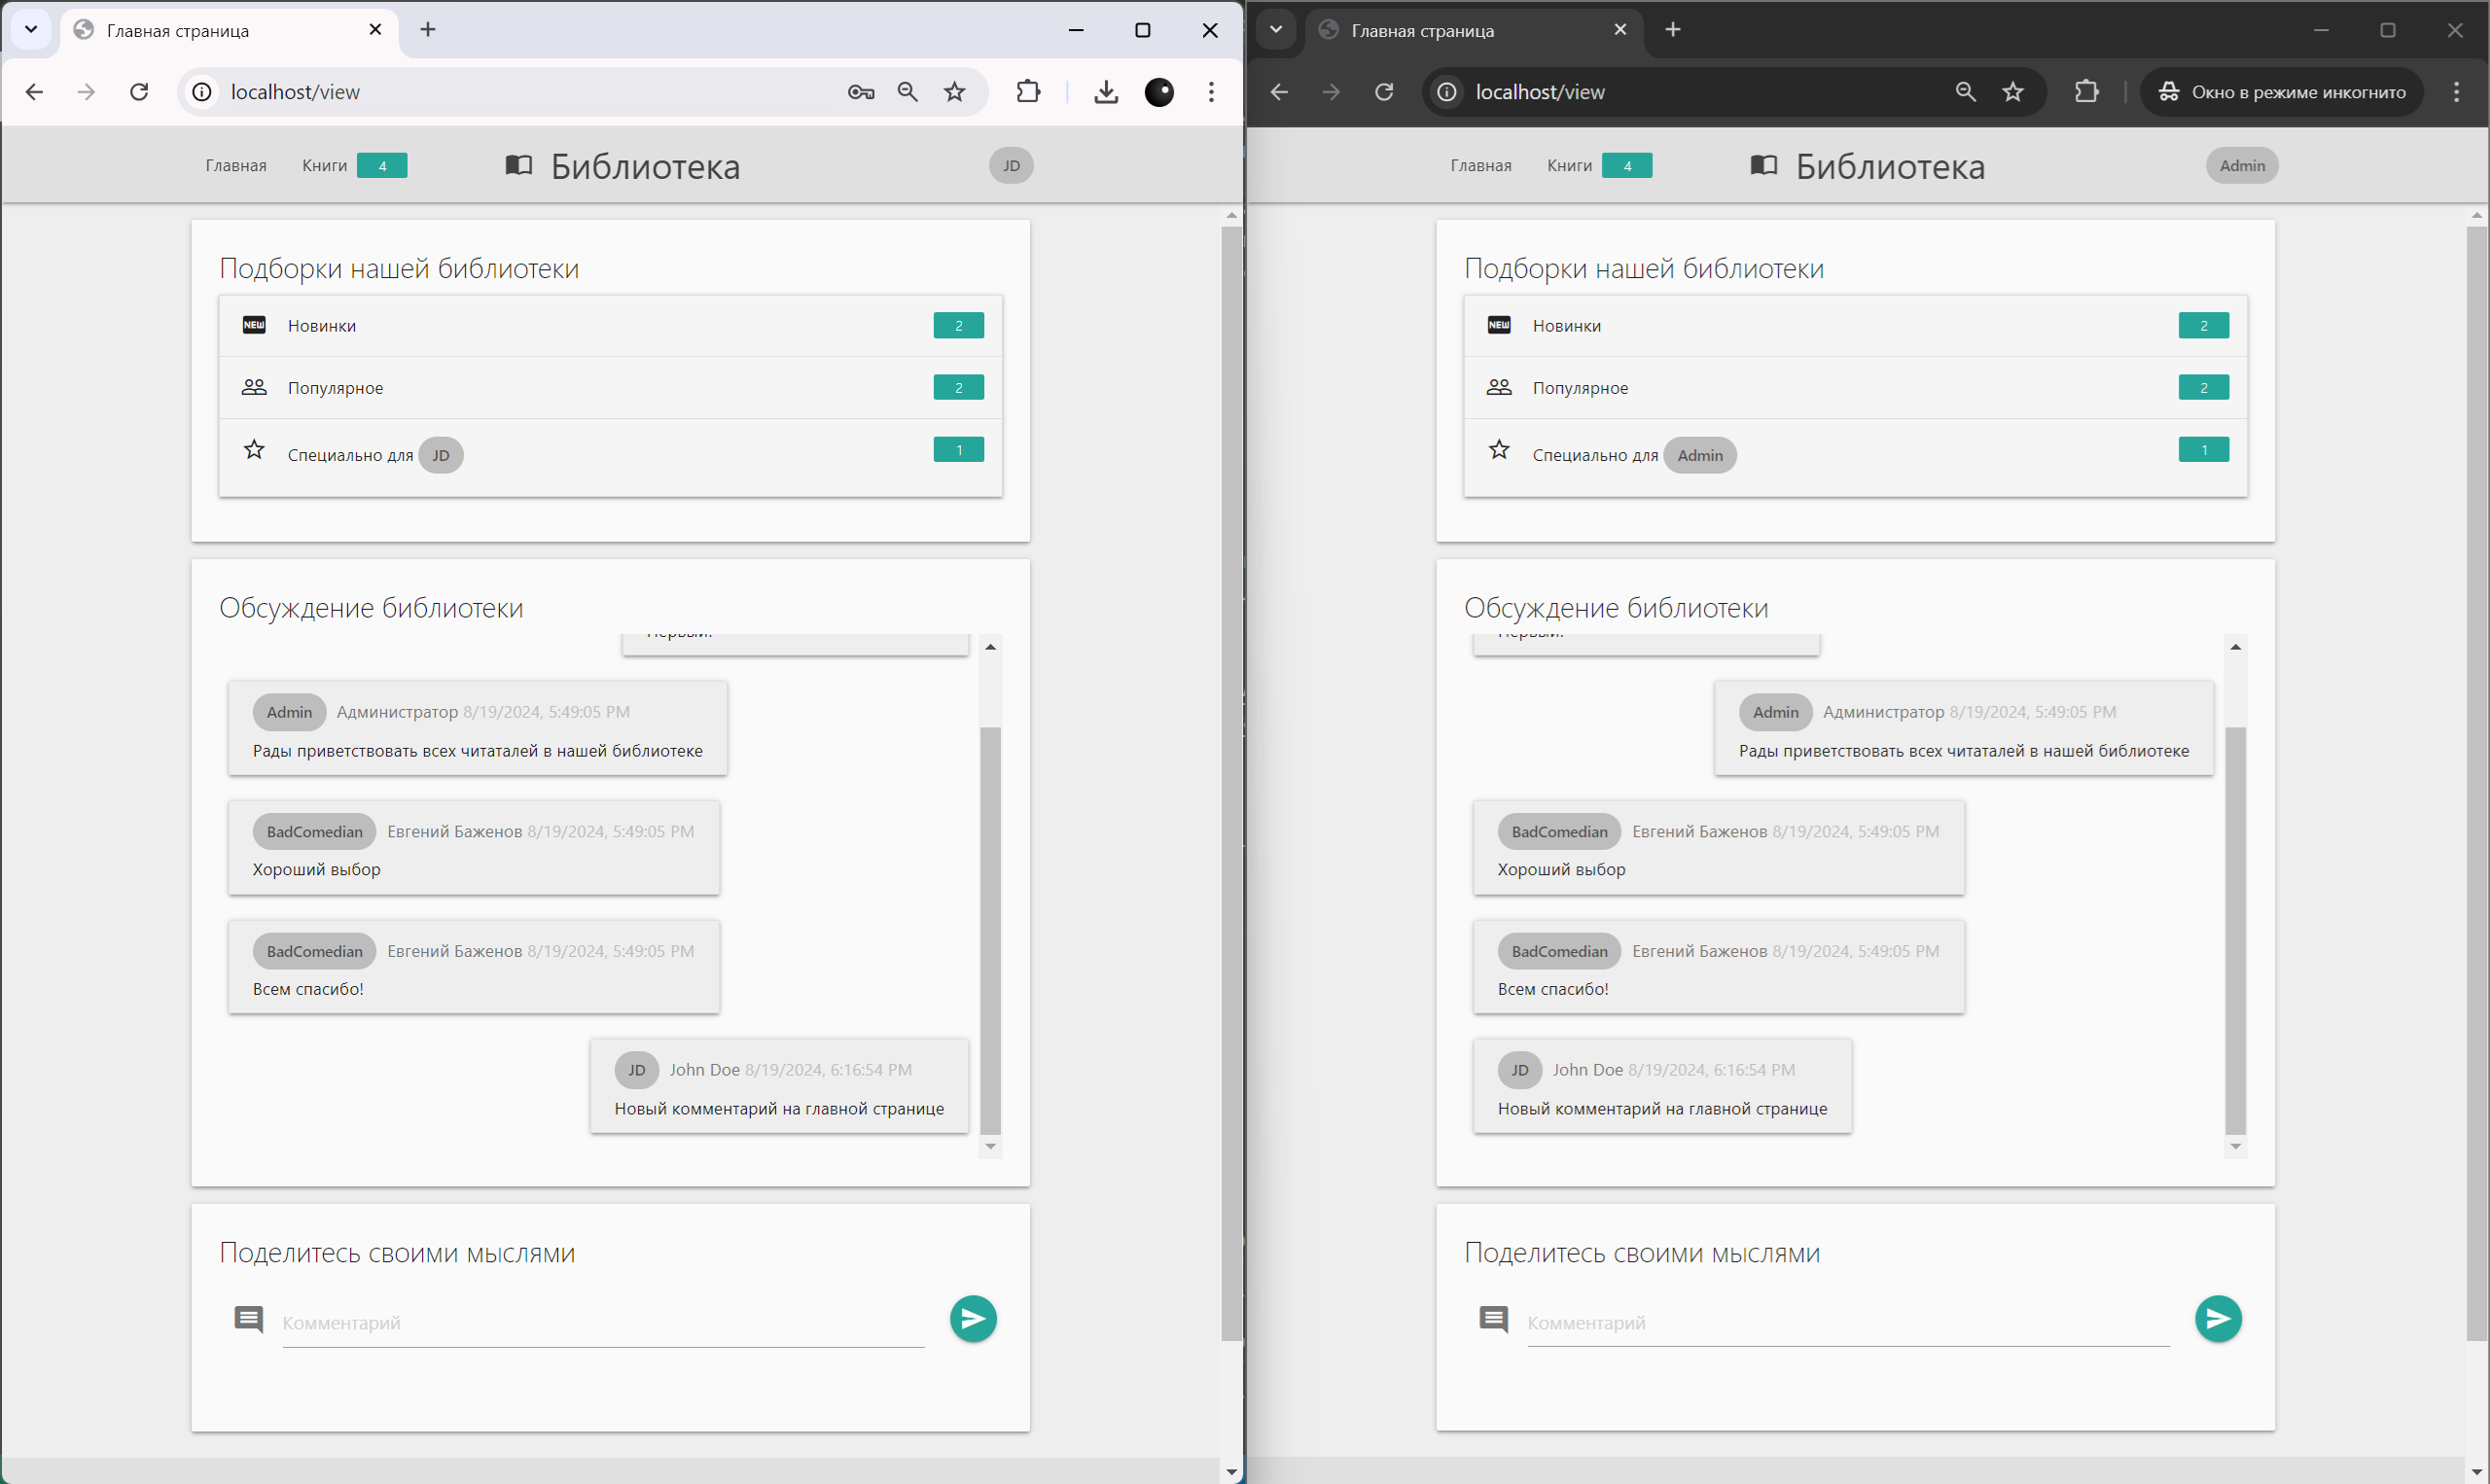 Главная страница
localhost/view
Главная Книги 4 Библиотека JD
Подборки нашей библиотеки
NEW Новинки 2
Популярное 2
Специально для JD 1
Обсуждение библиотеки
Первый!
Admin Администратор 8/19/2024, 5:49:05 PM
Рады приветствовать всех читаталей в нашей библиотеке
BadComedian Евгений Баженов 8/19/2024, 5:49:05 PM
Хороший выбор
BadComedian Евгений Баженов 8/19/2024, 5:49:05 PM
Всем спасибо!
JD John Doe 8/19/2024, 6:16:54 PM
Новый комментарий на главной странице
Поделитесь своими мыслями
Комментарий
Главная страница
localhost/view Окно в режиме инкогнито
Главная Книги 4 Библиотека Admin
Подборки нашей библиотеки
NEW Новинки 2
Популярное 2
Специально для Admin 1
Обсуждение библиотеки
Первый!
Admin Администратор 8/19/2024, 5:49:05 PM
Рады приветствовать всех читаталей в нашей библиотеке
BadComedian Евгений Баженов 8/19/2024, 5:49:05 PM
Хороший выбор
BadComedian Евгений Баженов 8/19/2024, 5:49:05 PM
Всем спасибо!
JD John Doe 8/19/2024, 6:16:54 PM
Новый комментарий на главной странице
Поделитесь своими мыслями
Комментарий